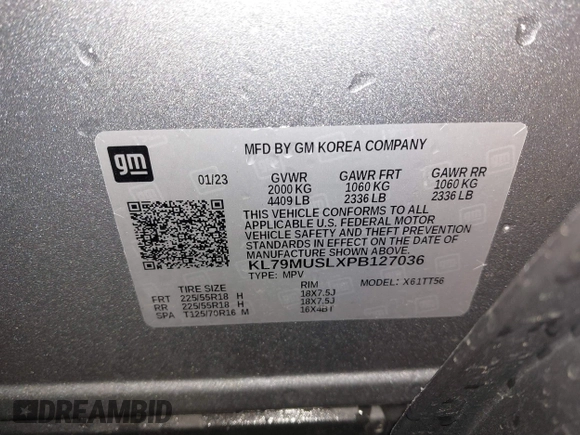 gm
MFD BY GM KOREA COMPANY
01/23 GVWR GAWR FRT GAWR RR
2000 KG 1060 KG 1060 KG
4409 LB 2336 LB 2336 LB
THIS VEHICLE CONFORMS TO ALL
APPLICABLE U.S. FEDERAL MOTOR
VEHICLE SAFETY AND THEFT PREVENTION
STANDARDS IN EFFECT ON THE DATE OF
MANUFACTURE SHOWN ABOVE.
KL79MUSLXPB127036
TYPE: MPV MODEL: X61TT56
TIRE SIZE RIM
FRT 225/55R18 H 18X7.5J
RR 225/55R18 H 18X7.5J
SPA T125/70R16 M 16X4BT
DREAMBID